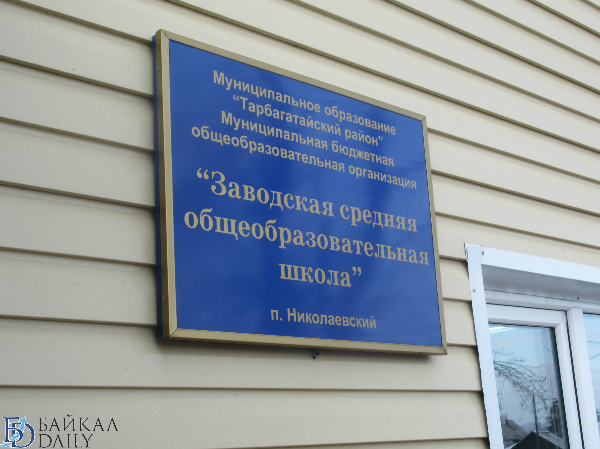 Муниципальное образование
“Тарбагатайский район”
Муниципальная бюджетная
общеобразовательная организация
“Заводская средняя
общеобразовательная
школа”
п. Николаевский
БАЙКАЛ
DAILY